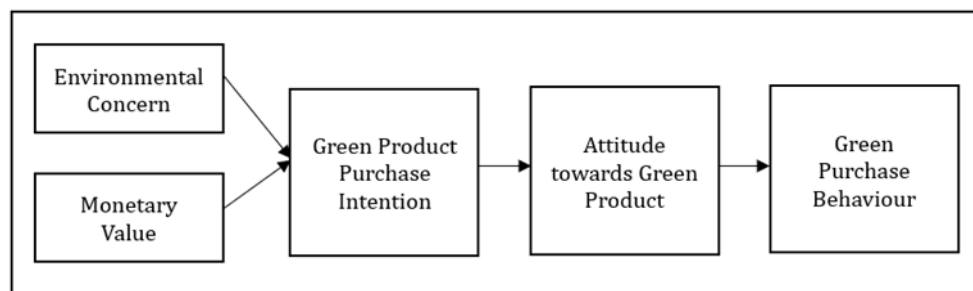 Environmental
Concern
Monetary
Value
Green Product
Purchase
Intention
Attitude
towards Green
Product
Green
Purchase
Behaviour